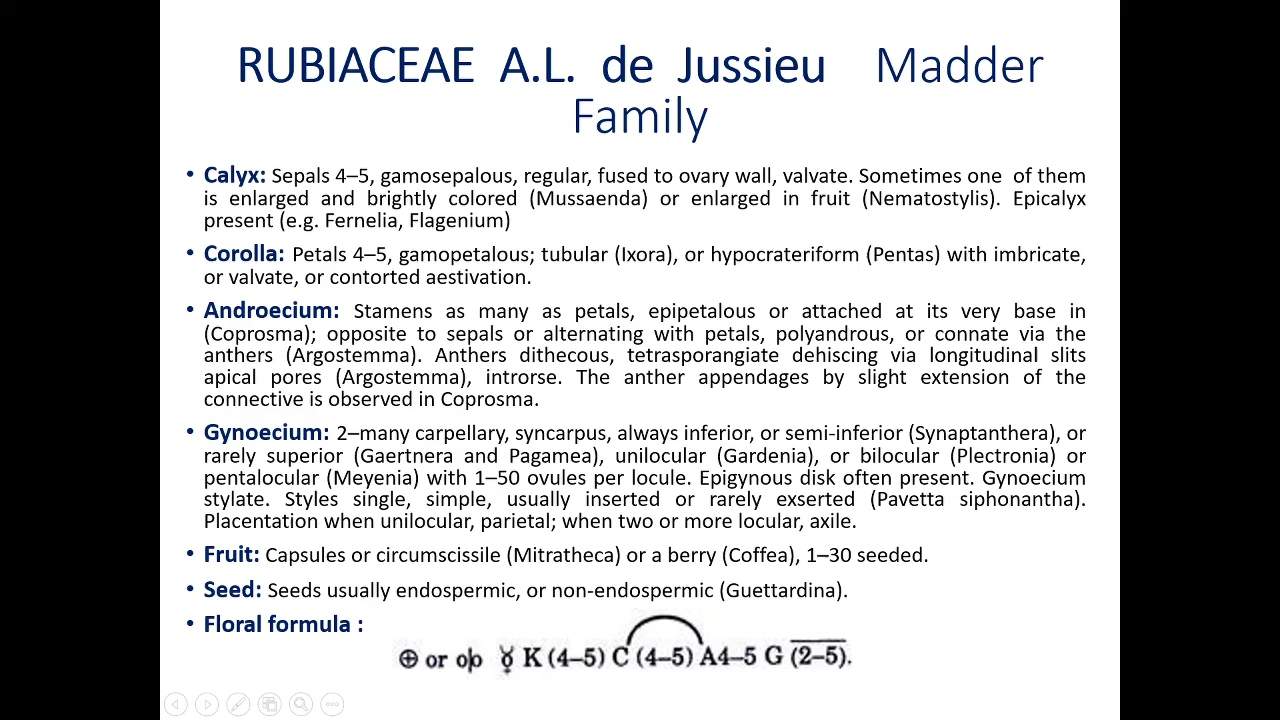 RUBIACEAE A.L. de Jussieu Madder
Family
• Calyx: Sepals 4–5, gamosepalous, regular, fused to ovary wall, valvate. Sometimes one of them
is enlarged and brightly colored (Mussaenda) or enlarged in fruit (Nematostylis). Epicalyx
present (e.g. Fernelia, Flagenium)
• Corolla: Petals 4–5, gamopetalous; tubular (Ixora), or hypocrateriform (Pentas) with imbricate,
or valvate, or contorted aestivation.
• Androecium: Stamens as many as petals, epipetalous or attached at its very base in
(Coprosma); opposite to sepals or alternating with petals, polyandrous, or connate via the
anthers (Argostemma). Anthers dithecous, tetrasporangiate dehiscing via longitudinal slits
apical pores (Argostemma), introrse. The anther appendages by slight extension of the
connective is observed in Coprosma.
• Gynoecium: 2–many carpellary, syncarpus, always inferior, or semi-inferior (Synaptanthera), or
rarely superior (Gaertnera and Pagamea), unilocular (Gardenia), or bilocular (Plectronia) or
pentalocular (Meyenia) with 1–50 ovules per locule. Epigynous disk often present. Gynoecium
stylate. Styles single, simple, usually inserted or rarely exserted (Pavetta siphonantha).
Placentation when unilocular, parietal; when two or more locular, axile.
• Fruit: Capsules or circumscissile (Mitratheca) or a berry (Coffea), 1–30 seeded.
• Seed: Seeds usually endospermic, or non-endospermic (Guettardina).
• Floral formula :
⊕ or o|o ⚥ K (4–5) C (4–5) A4–5 G (2–5).